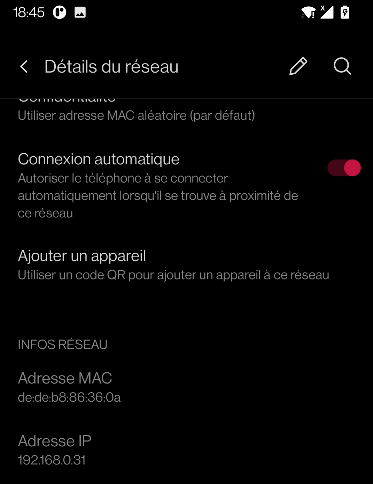 18:45
Détails du réseau
Confidentialité
Utiliser adresse MAC aléatoire (par défaut)
Connexion automatique
Autoriser le téléphone à se connecter
automatiquement lorsqu'il se trouve à proximité de
ce réseau
Ajouter un appareil
Utiliser un code QR pour ajouter un appareil à ce réseau
INFOS RÉSEAU
Adresse MAC
de:de:b8:86:36:0a
Adresse IP
192.168.0.31